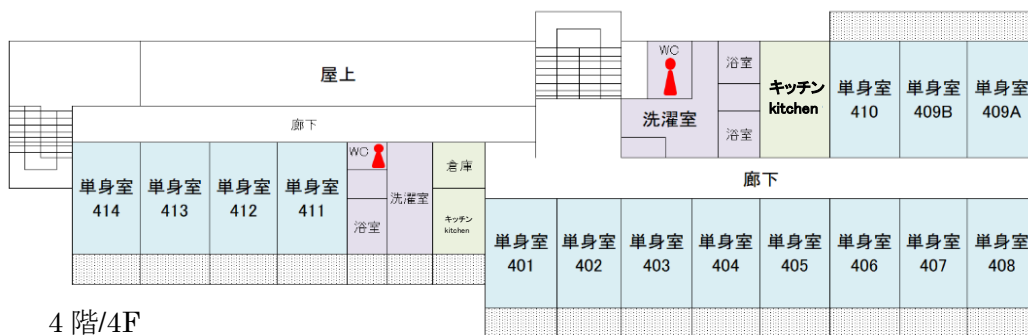 屋上
廊下
WC
浴室
浴室
洗濯室
キッチン
kitchen
単身室
410
単身室
409B
単身室
409A
廊下
単身室
414
単身室
413
単身室
412
単身室
411
WC
浴室
洗濯室
倉庫
キッチン
kitchen
単身室
401
単身室
402
単身室
403
単身室
404
単身室
405
単身室
406
単身室
407
単身室
408
4 階/4F